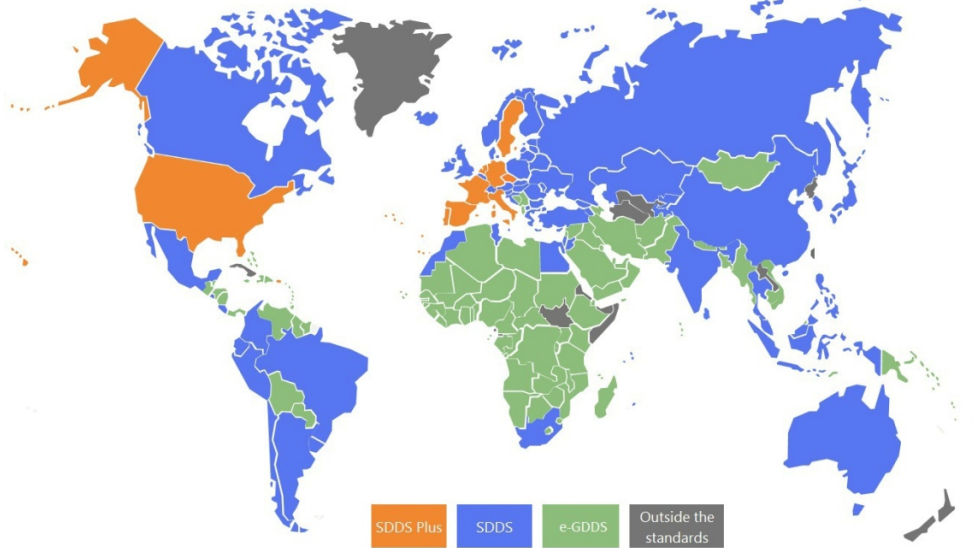 SDDS Plus
SDDS
e-GDDS
Outside the
standards